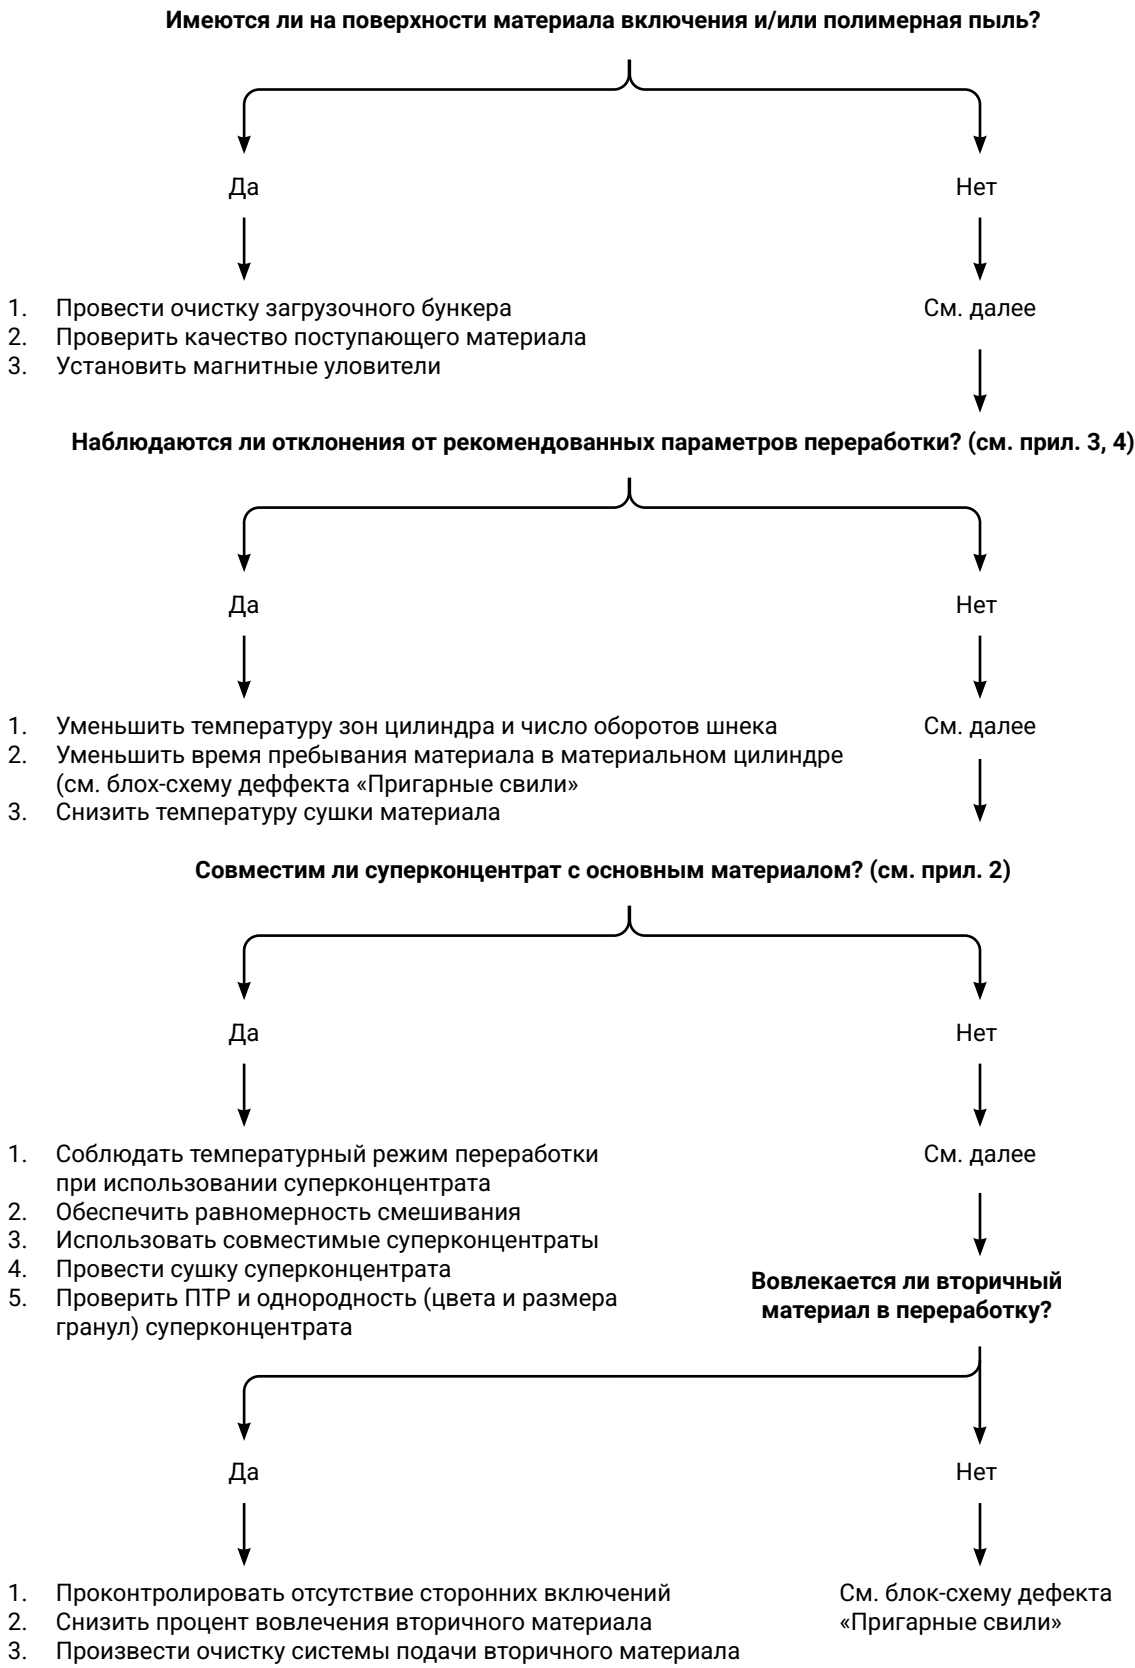 Имеются ли на поверхности материала включения и/или полимерная пыль?
Да
Нет
1. Провести очистку загрузочного бункера
2. Проверить качество поступающего материала
3. Установить магнитные уловители
См. далее
Наблюдаются ли отклонения от рекомендованных параметров переработки? (см. прил. 3, 4)
Да
Нет
1. Уменьшить температуру зон цилиндра и число оборотов шнека
2. Уменьшить время пребывания материала в материальном цилиндре
(см. блох-схему деффекта «Пригарные свили»
3. Снизить температуру сушки материала
См. далее
Совместим ли суперконцентрат с основным материалом? (см. прил. 2)
Да
Нет
1. Соблюдать температурный режим переработки
при использовании суперконцентрата
2. Обеспечить равномерность смешивания
3. Использовать совместимые суперконцентраты
4. Провести сушку суперконцентрата
5. Проверить ПТР и однородность (цвета и размера
гранул) суперконцентрата
См. далее
Вовлекается ли вторичный
материал в переработку?
Да
Нет
1. Проконтролировать отсутствие сторонних включений
2. Снизить процент вовлечения вторичного материала
3. Произвести очистку системы подачи вторичного материала
См. блок-схему дефекта
«Пригарные свили»